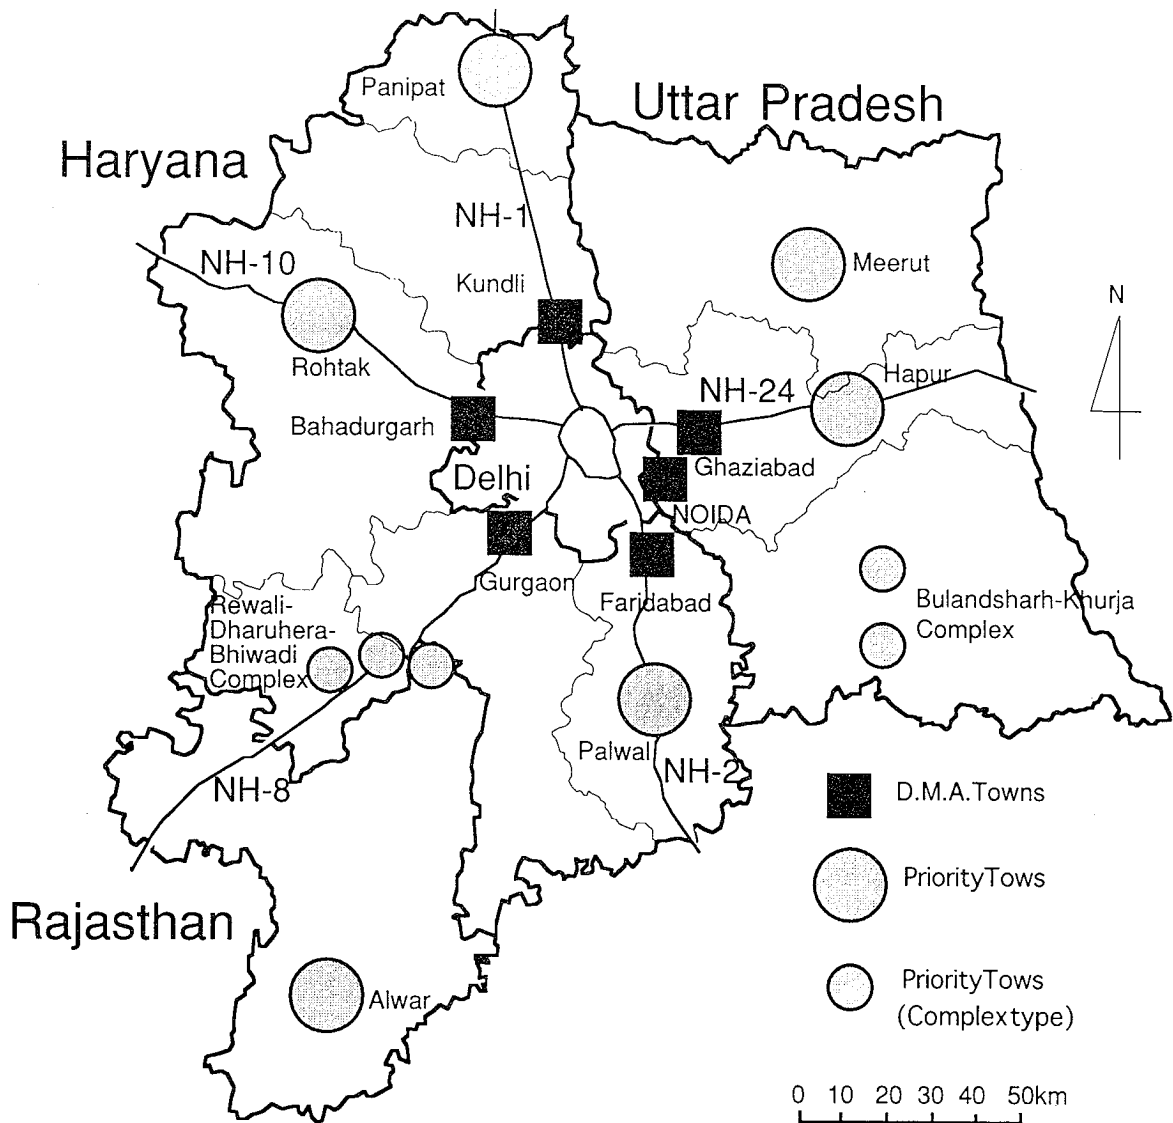 Panipat
Uttar Pradesh
Haryana
NH-1
NH-10
Meerut
Kundli
N
Rohtak
Hapur
NH-24
Bahadurgarh
Ghaziabad
Delhi
NOIDA
Gurgaon
Faridabad
Rewali-
Dharuhera-
Bhiwadi
Complex
Bulandsharh-Khurja
Complex
Palwal
NH-2
NH-8
D.M.A.Towns
PriorityTows
Rajasthan
Alwar
PriorityTows
(Complextype)
0 10 20 30 40 50km